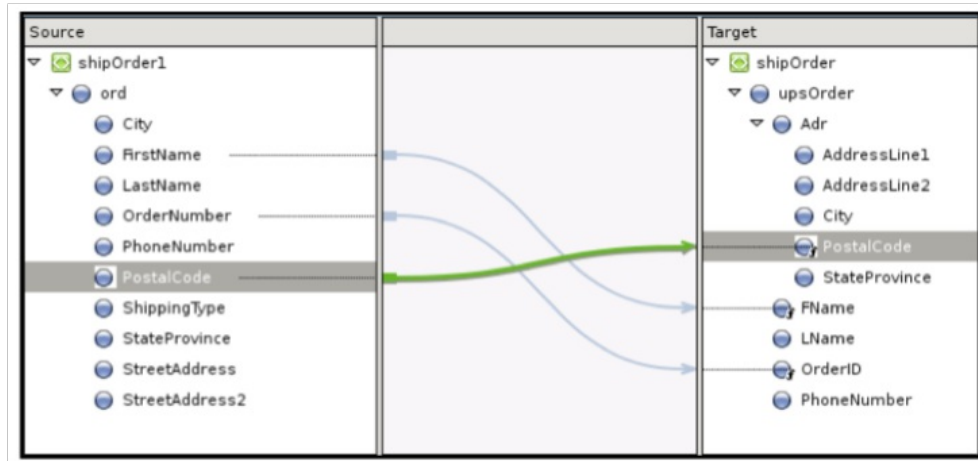 Source
shipOrder1
ord
City
FirstName
LastName
OrderNumber
PhoneNumber
PostalCode
ShippingType
StateProvince
StreetAddress
StreetAddress2
Target
shipOrder
upsOrder
Adr
AddressLine1
AddressLine2
City
PostalCode
StateProvince
FName
LName
OrderID
PhoneNumber